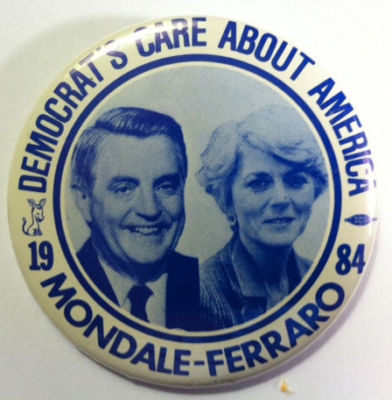 DEMOCRAT'S CARE ABOUT AMERICA
19 84
MONDALE-FERRARO